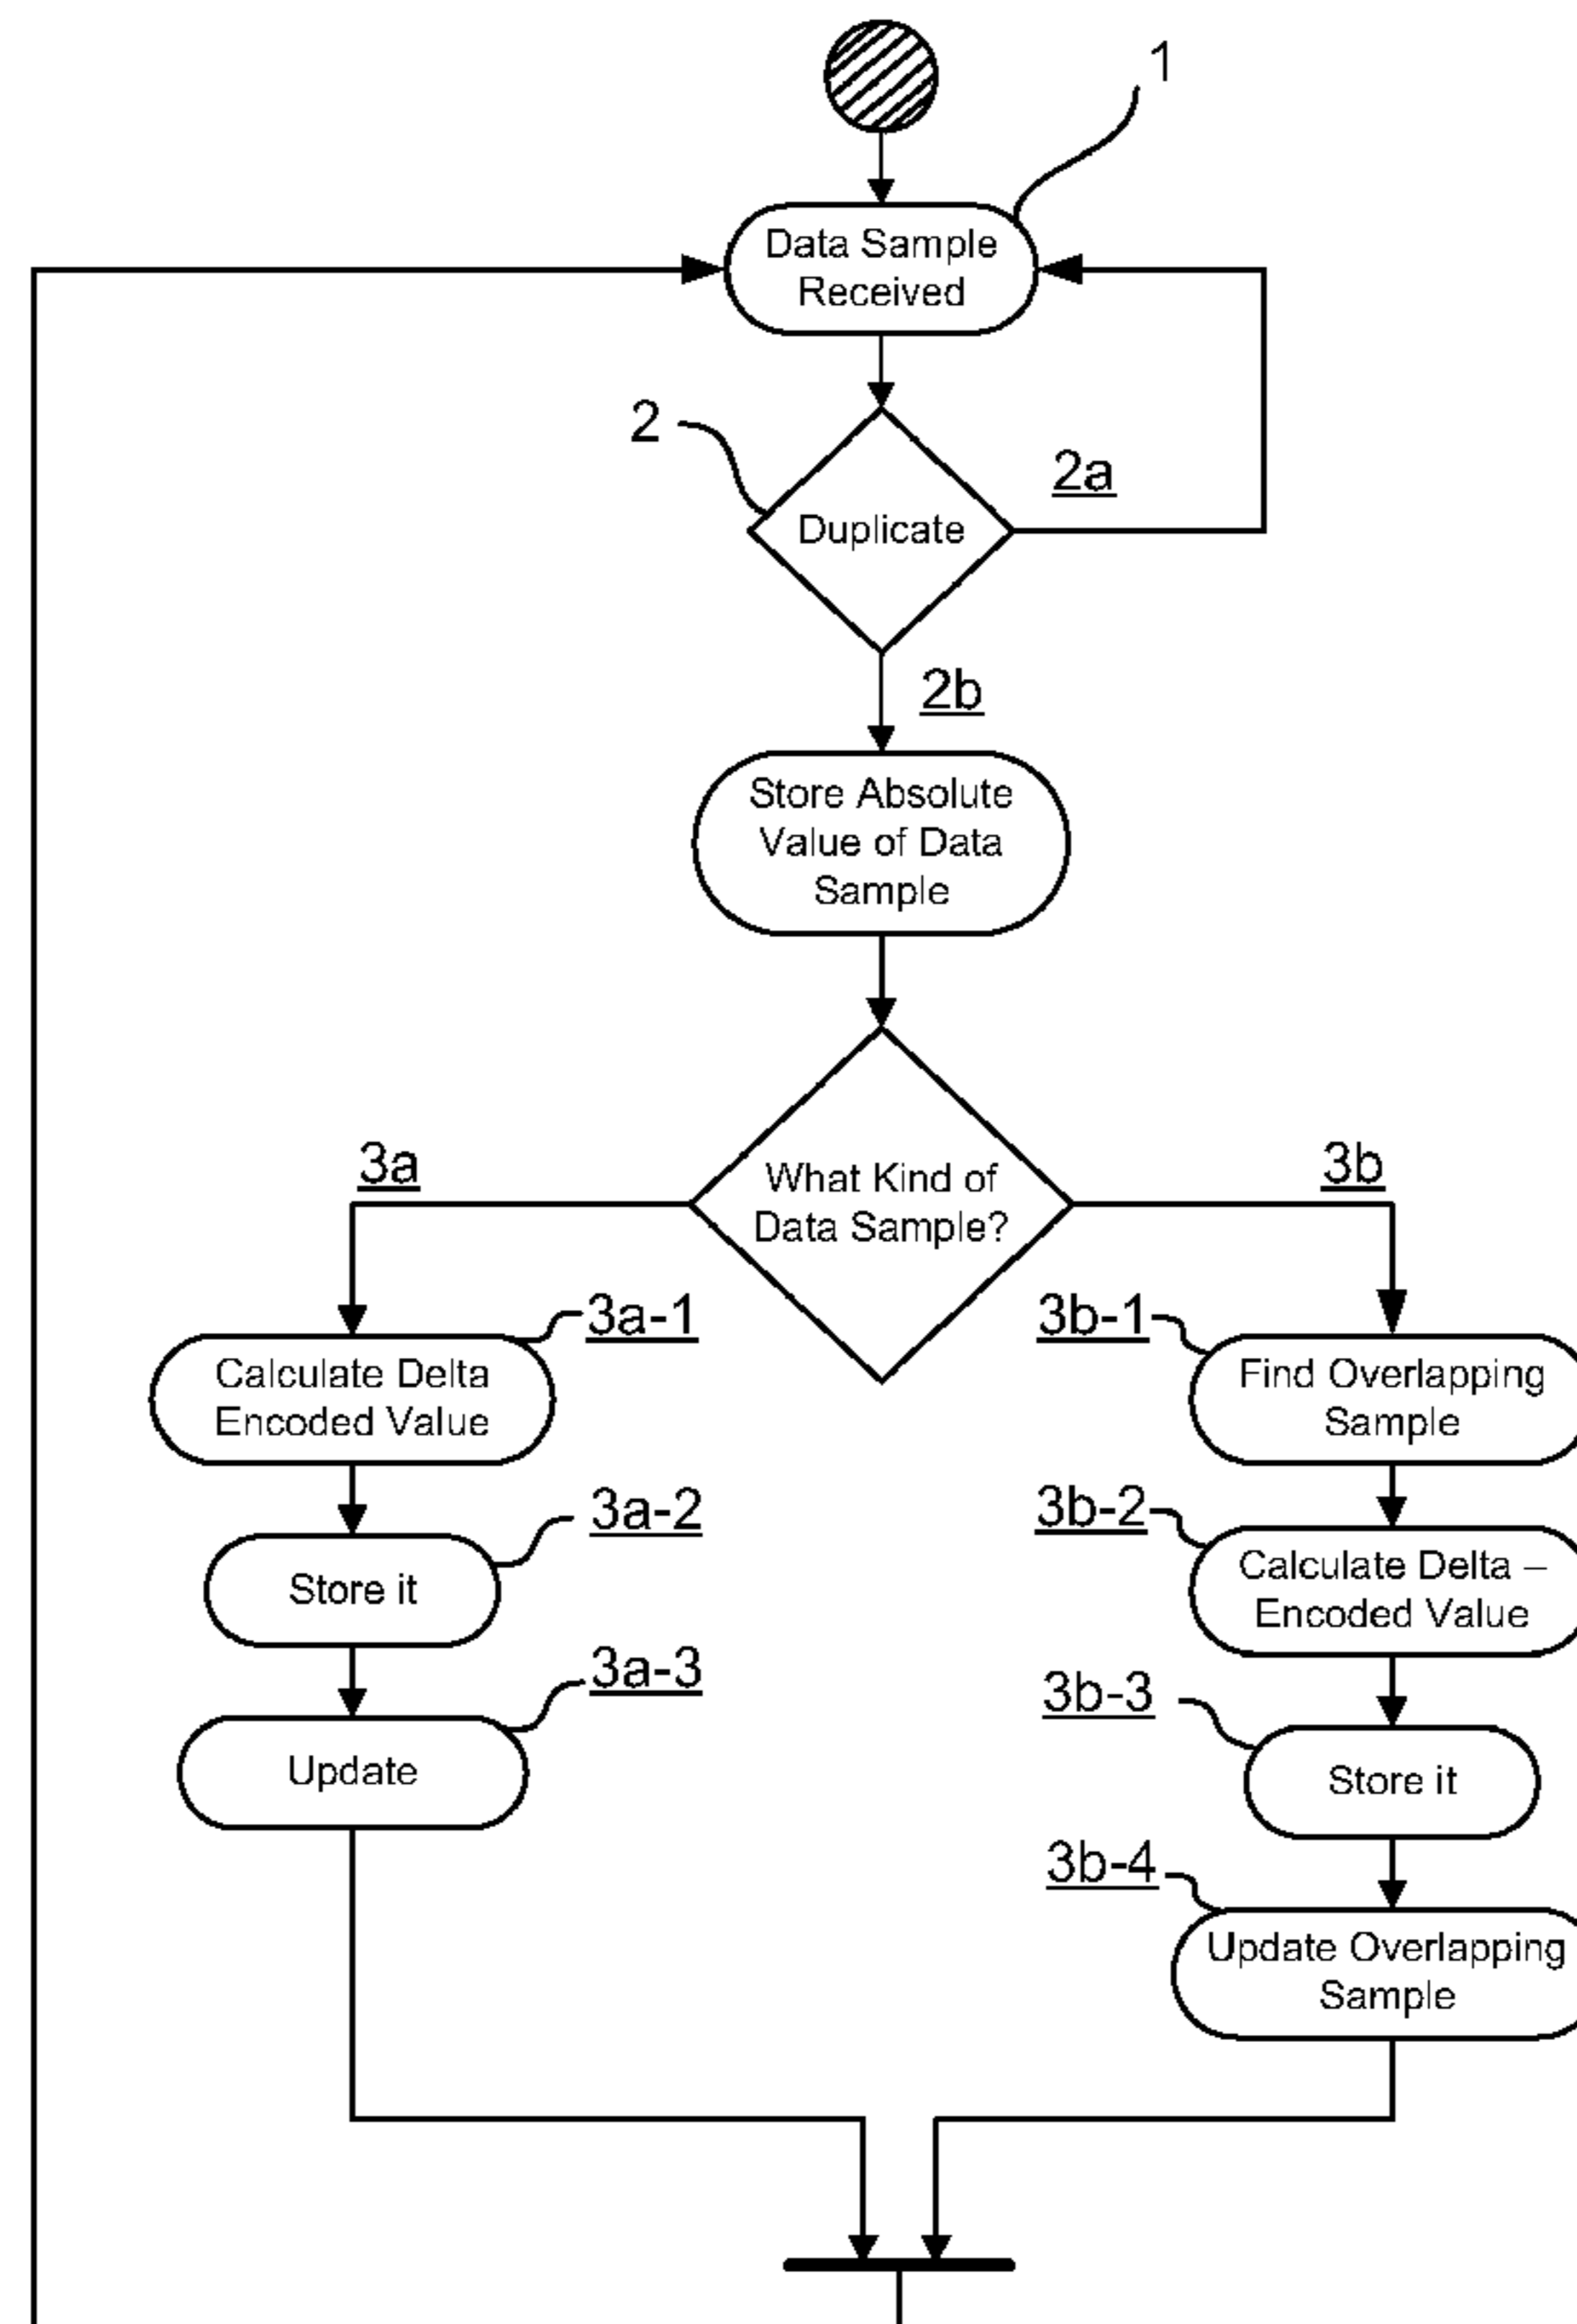 1
Data Sample
Received
2
2a
Duplicate
2b
Store Absolute
Value of Data
Sample
3a
What Kind of
Data Sample?
3b
3a-1
Calculate Delta
Encoded Value
3b-1
Find Overlapping
Sample
3a-2
Store it
3b-2
Calculate Delta –
Encoded Value
3a-3
Update
3b-3
Store it
3b-4
Update Overlapping
Sample